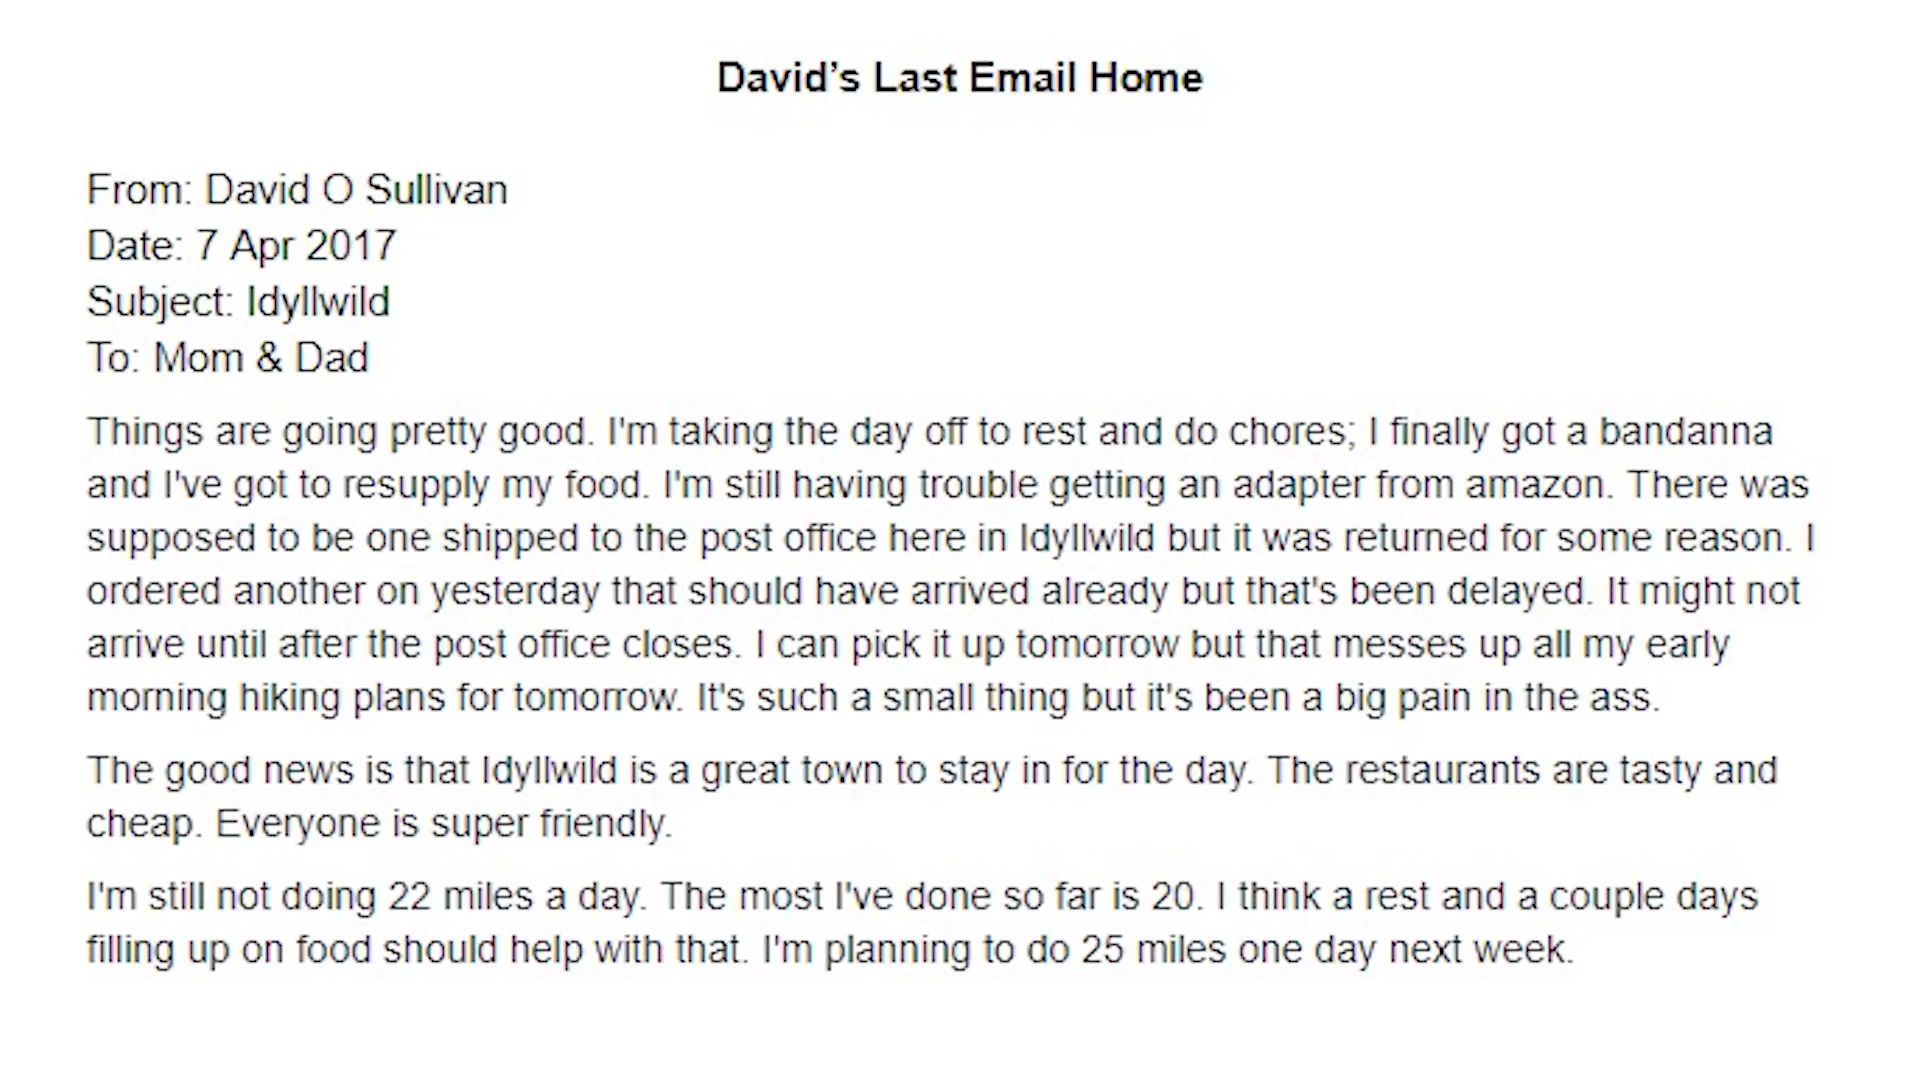 David’s Last Email Home
From: David O Sullivan
Date: 7 Apr 2017
Subject: Idyllwild
To: Mom & Dad
Things are going pretty good. I'm taking the day off to rest and do chores; I finally got a bandanna
and I've got to resupply my food. I'm still having trouble getting an adapter from amazon. There was
supposed to be one shipped to the post office here in Idyllwild but it was returned for some reason. I
ordered another on yesterday that should have arrived already but that's been delayed. It might not
arrive until after the post office closes. I can pick it up tomorrow but that messes up all my early
morning hiking plans for tomorrow. It's such a small thing but it's been a big pain in the ass.
The good news is that Idyllwild is a great town to stay in for the day. The restaurants are tasty and
cheap. Everyone is super friendly.
I'm still not doing 22 miles a day. The most I've done so far is 20. I think a rest and a couple days
filling up on food should help with that. I'm planning to do 25 miles one day next week.